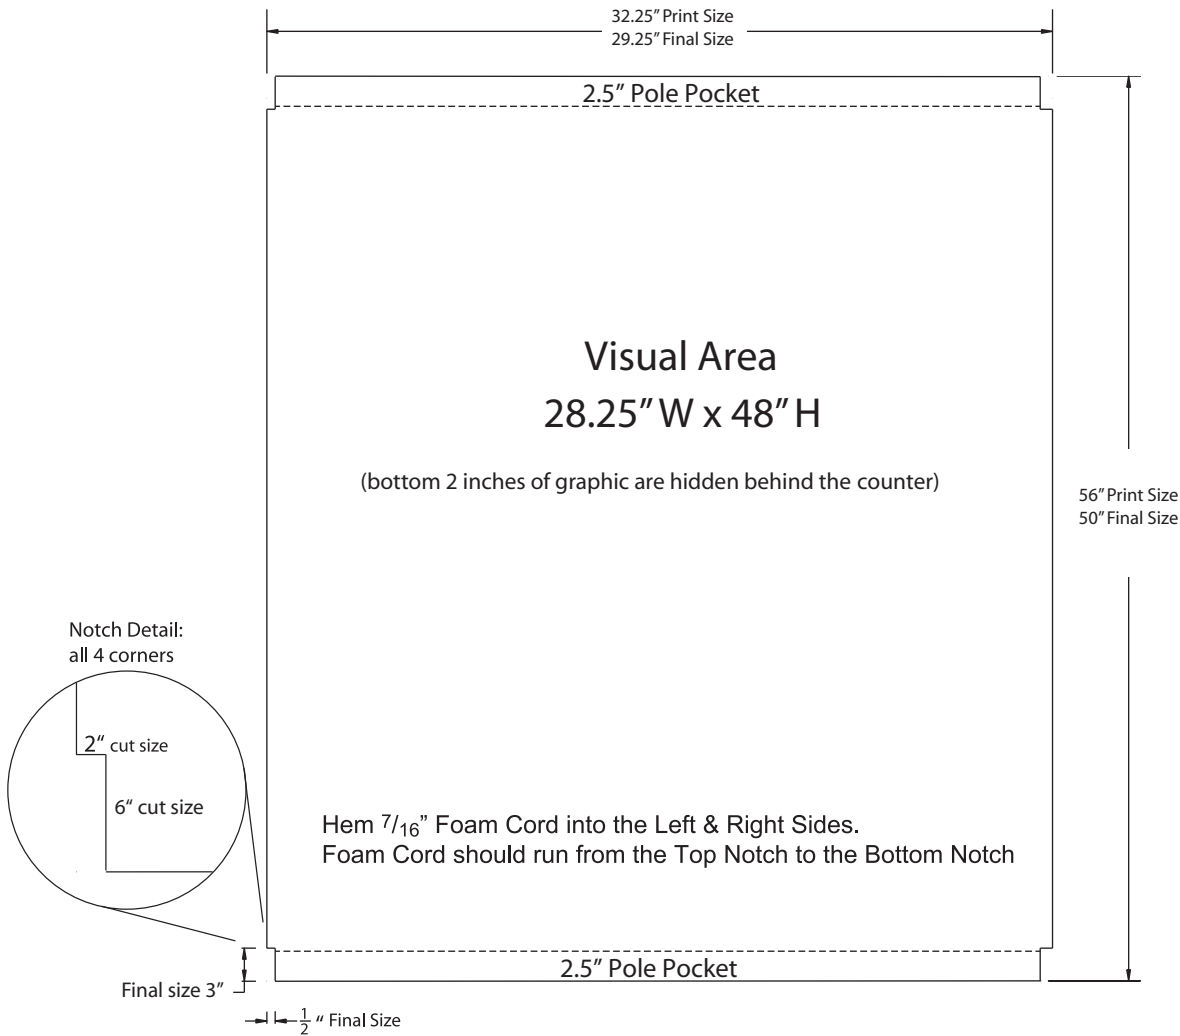 32.25” Print Size
29.25” Final Size
2.5” Pole Pocket
Visual Area
28.25” W x 48” H
(bottom 2 inches of graphic are hidden behind the counter)
56” Print Size
50” Final Size
Notch Detail:
all 4 corners
2“ cut size
6“ cut size
Hem 7/16” Foam Cord into the Left & Right Sides.
Foam Cord should run from the Top Notch to the Bottom Notch
2.5” Pole Pocket
Final size 3”
1/2 “ Final Size